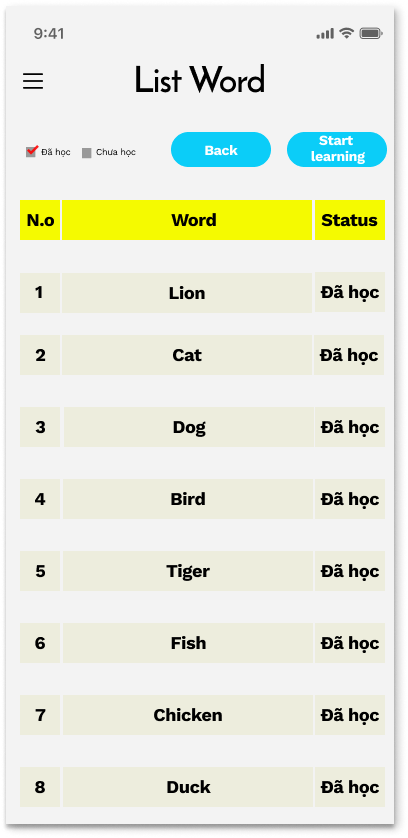 9:41
List Word
Đã học Chưa học Back Start
learning
N.o Word Status
1 Lion Đã học
2 Cat Đã học
3 Dog Đã học
4 Bird Đã học
5 Tiger Đã học
6 Fish Đã học
7 Chicken Đã học
8 Duck Đã học